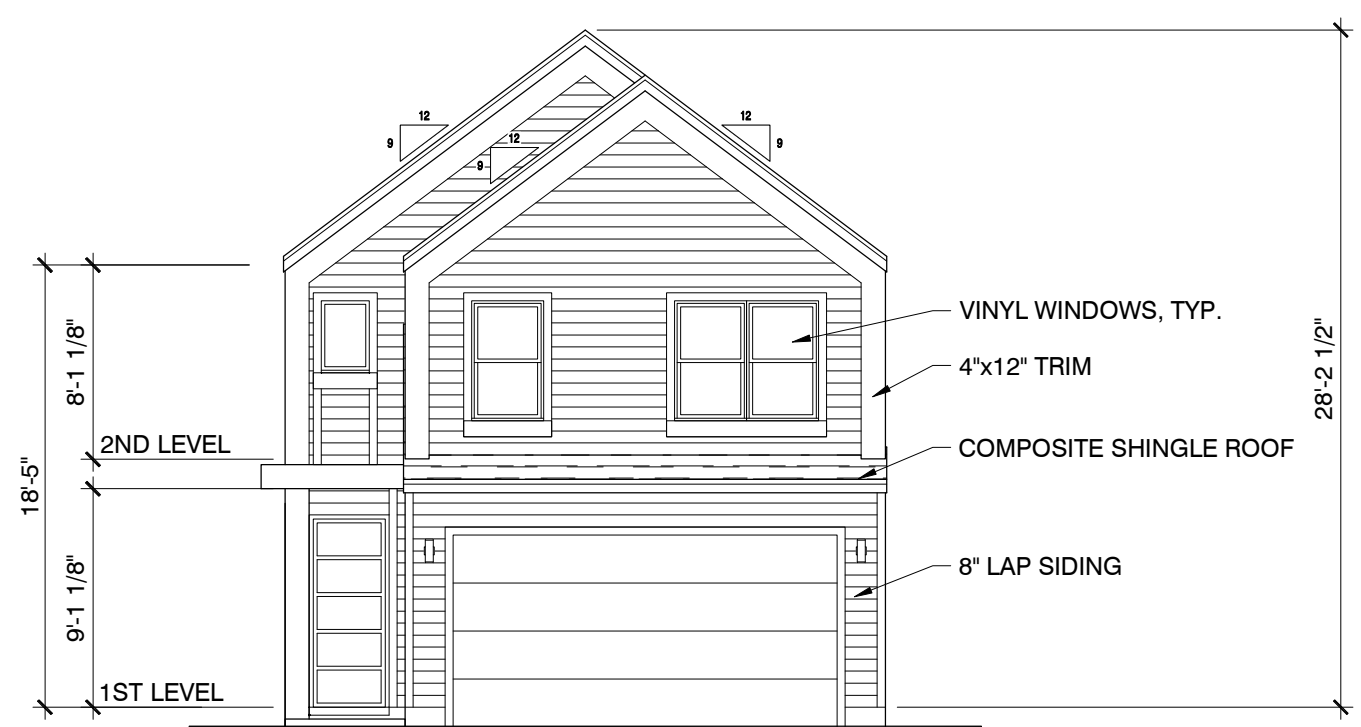 12
9
12
9
12
9
VINYL WINDOWS, TYP.
4"x12" TRIM
COMPOSITE SHINGLE ROOF
8" LAP SIDING
2ND LEVEL
1ST LEVEL
8'-1 1/8"
9'-1 1/8"
18'-5"
28'-2 1/2"